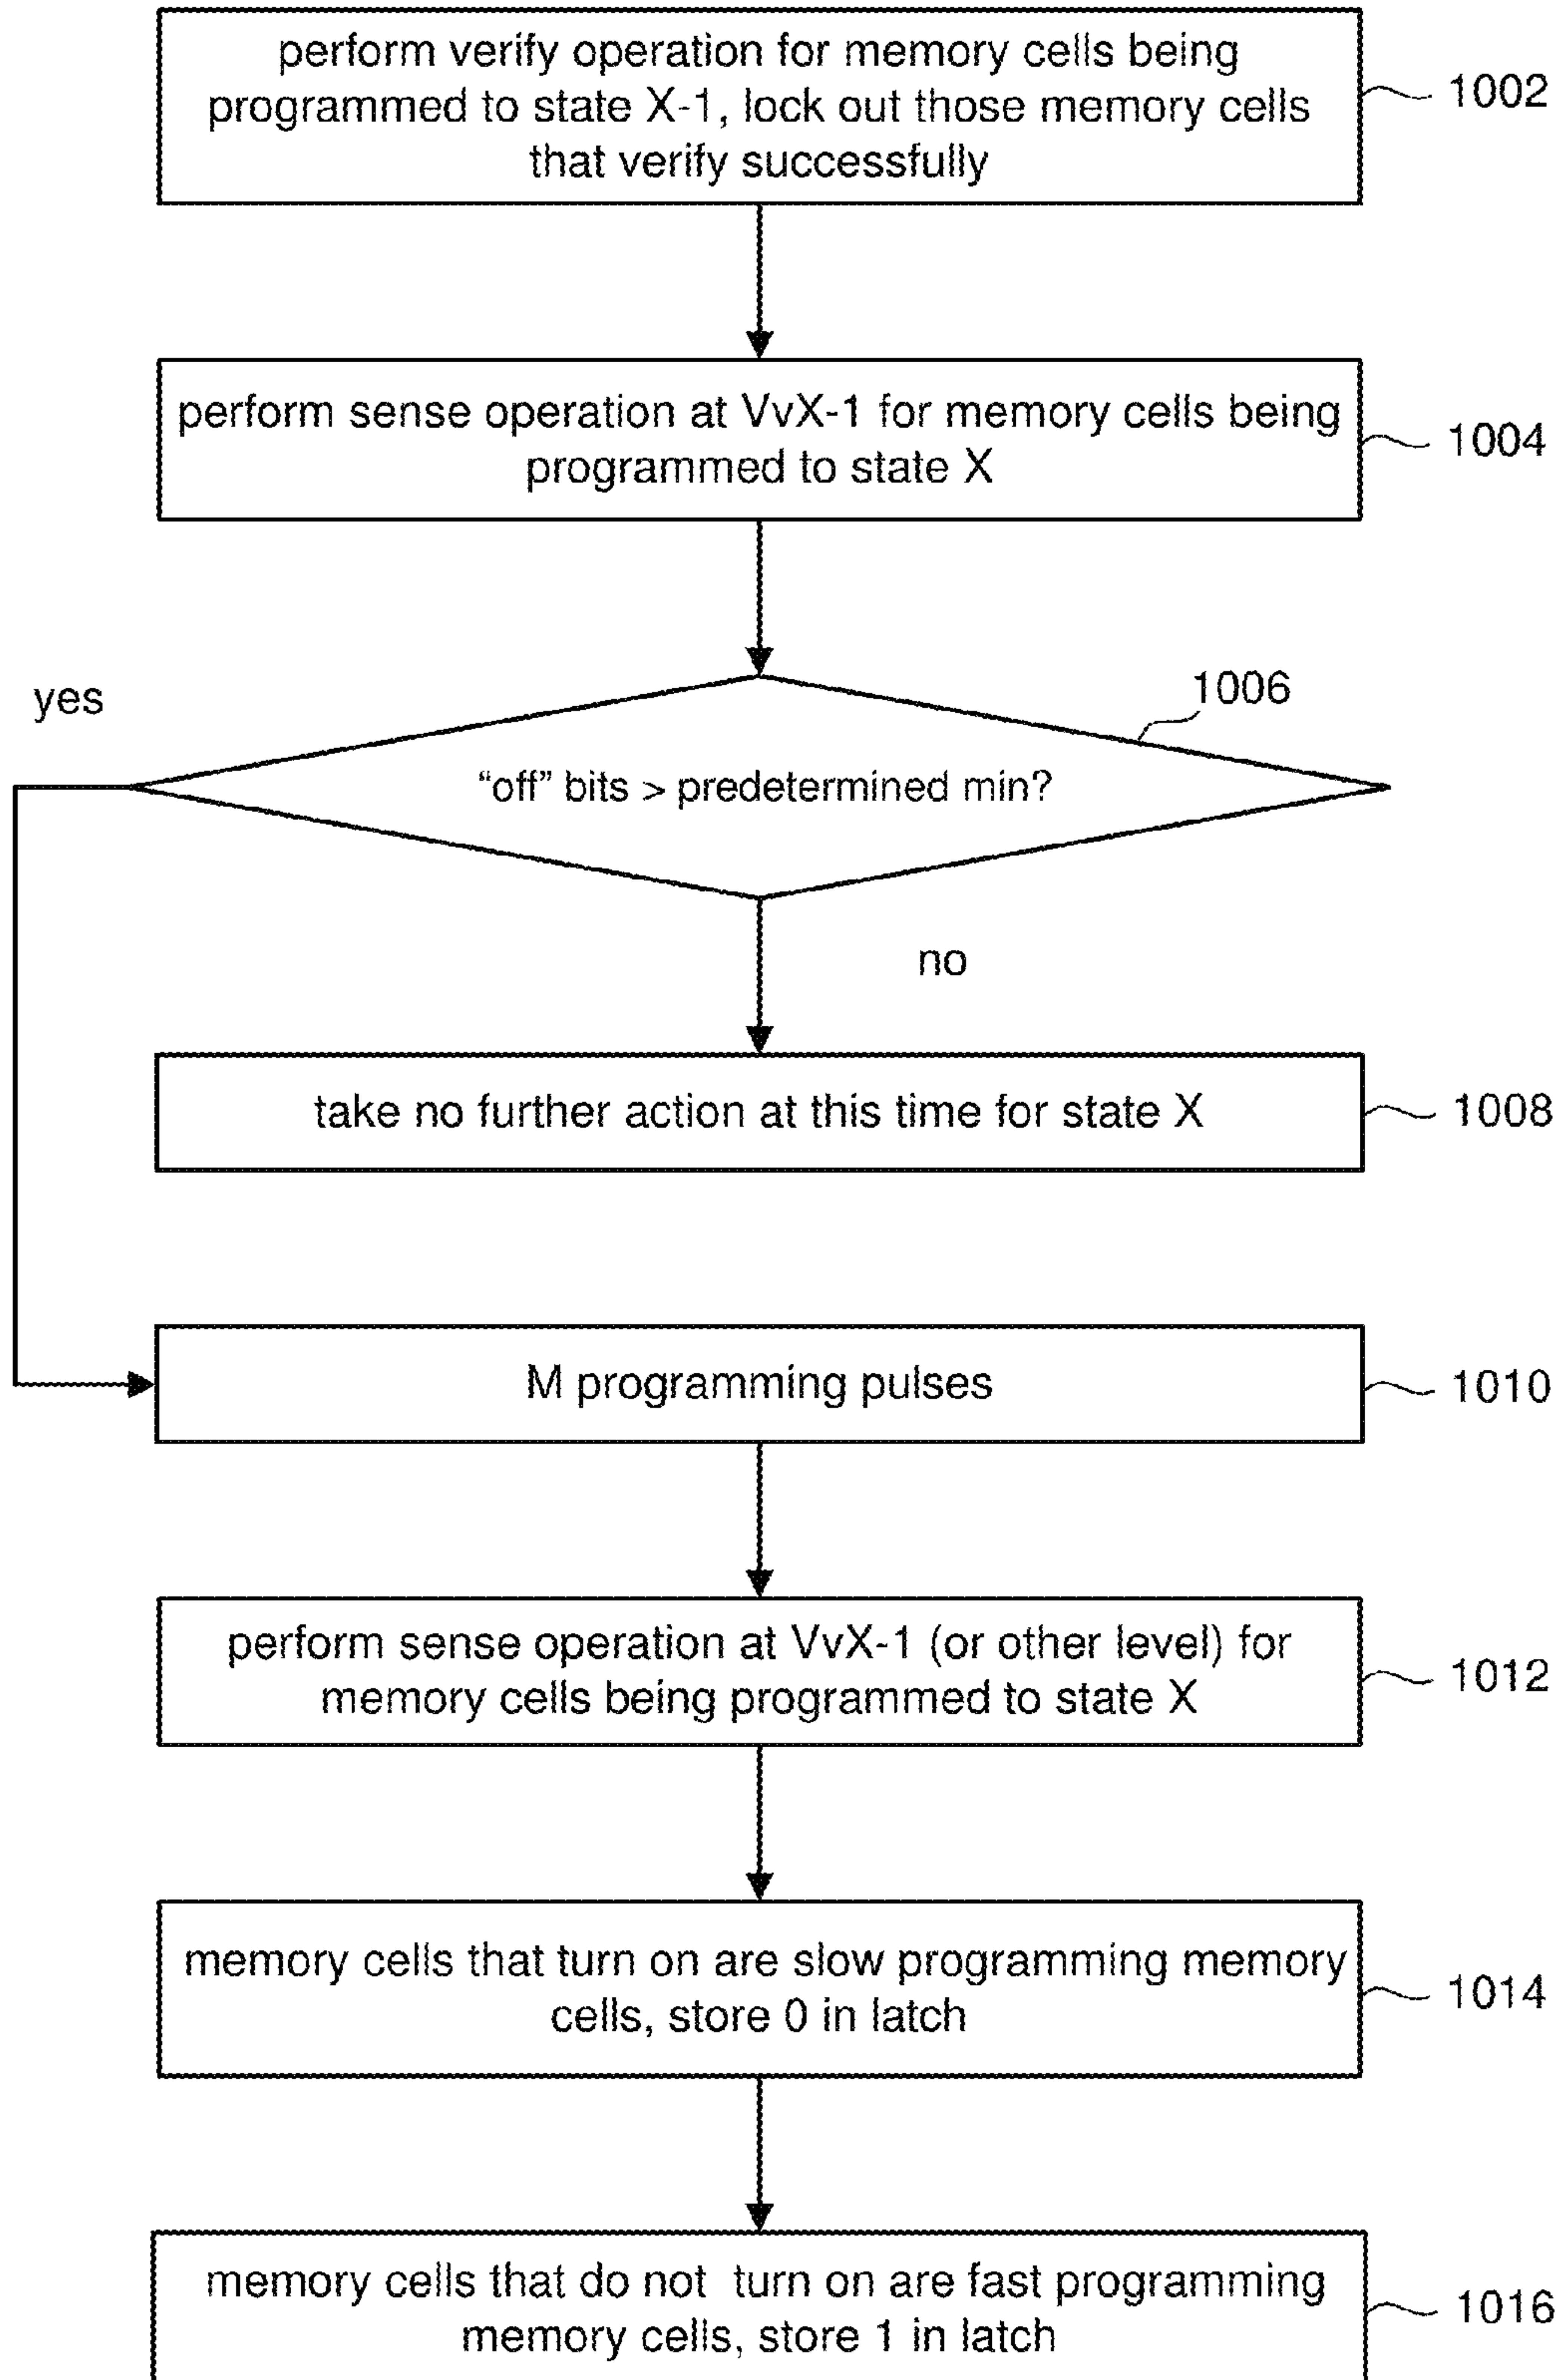 perform verify operation for memory cells being
programmed to state X-1, lock out those memory cells
that verify successfully
1002
perform sense operation at VvX-1 for memory cells being
programmed to state X
1004
yes
1006
“off” bits > predetermined min?
no
take no further action at this time for state X
1008
M programming pulses
1010
perform sense operation at VvX-1 (or other level) for
memory cells being programmed to state X
1012
memory cells that turn on are slow programming memory
cells, store 0 in latch
1014
memory cells that do not turn on are fast programming
memory cells, store 1 in latch
1016